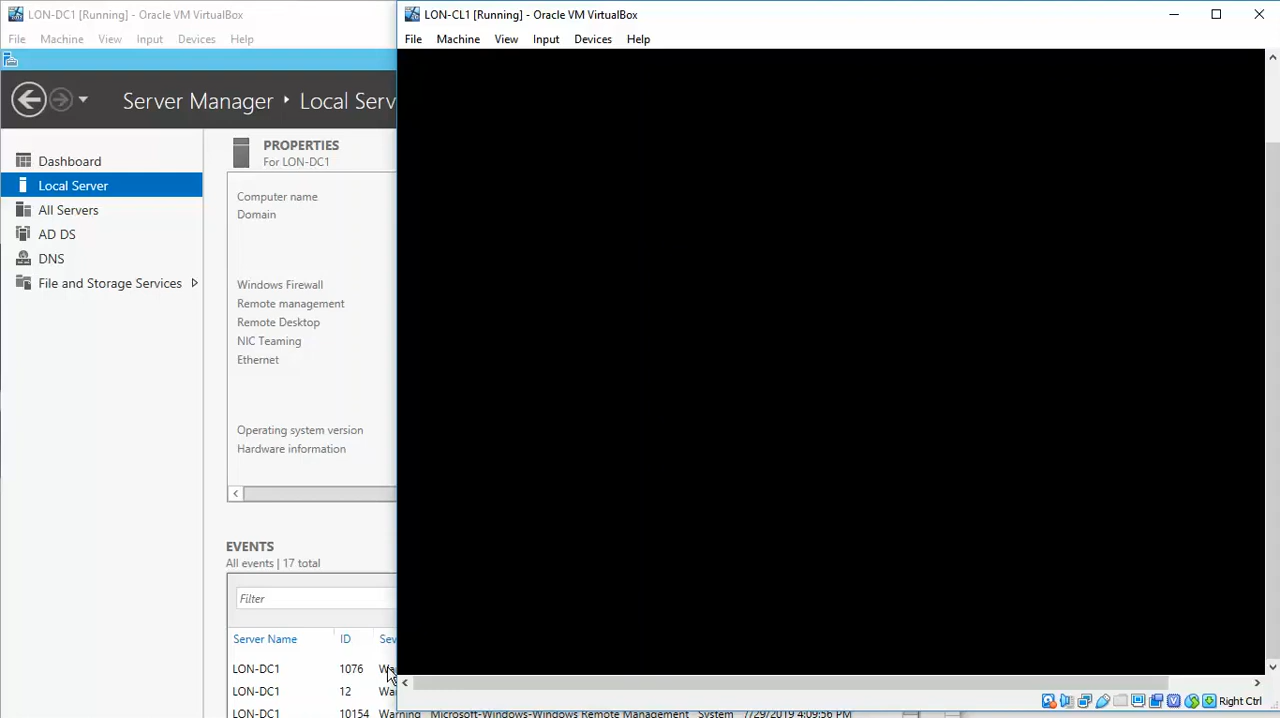 LON-DC1 [Running] - Oracle VM VirtualBox
File Machine View Input Devices Help
Server Manager ‣ Local Serv
Dashboard
Local Server
All Servers
AD DS
DNS
File and Storage Services
PROPERTIES
For LON-DC1
Computer name
Domain
Windows Firewall
Remote management
Remote Desktop
NIC Teaming
Ethernet
Operating system version
Hardware information
EVENTS
All events | 17 total
Filter
Server Name ID Sev
LON-DC1 1076 Wa
LON-DC1 12 Wa
LON-DC1 10154 Warning Microsoft-Windows-Windows Remote Management System 7/29/2019 4:09:56 PM
LON-CL1 [Running] - Oracle VM VirtualBox
File Machine View Input Devices Help
Right Ctrl